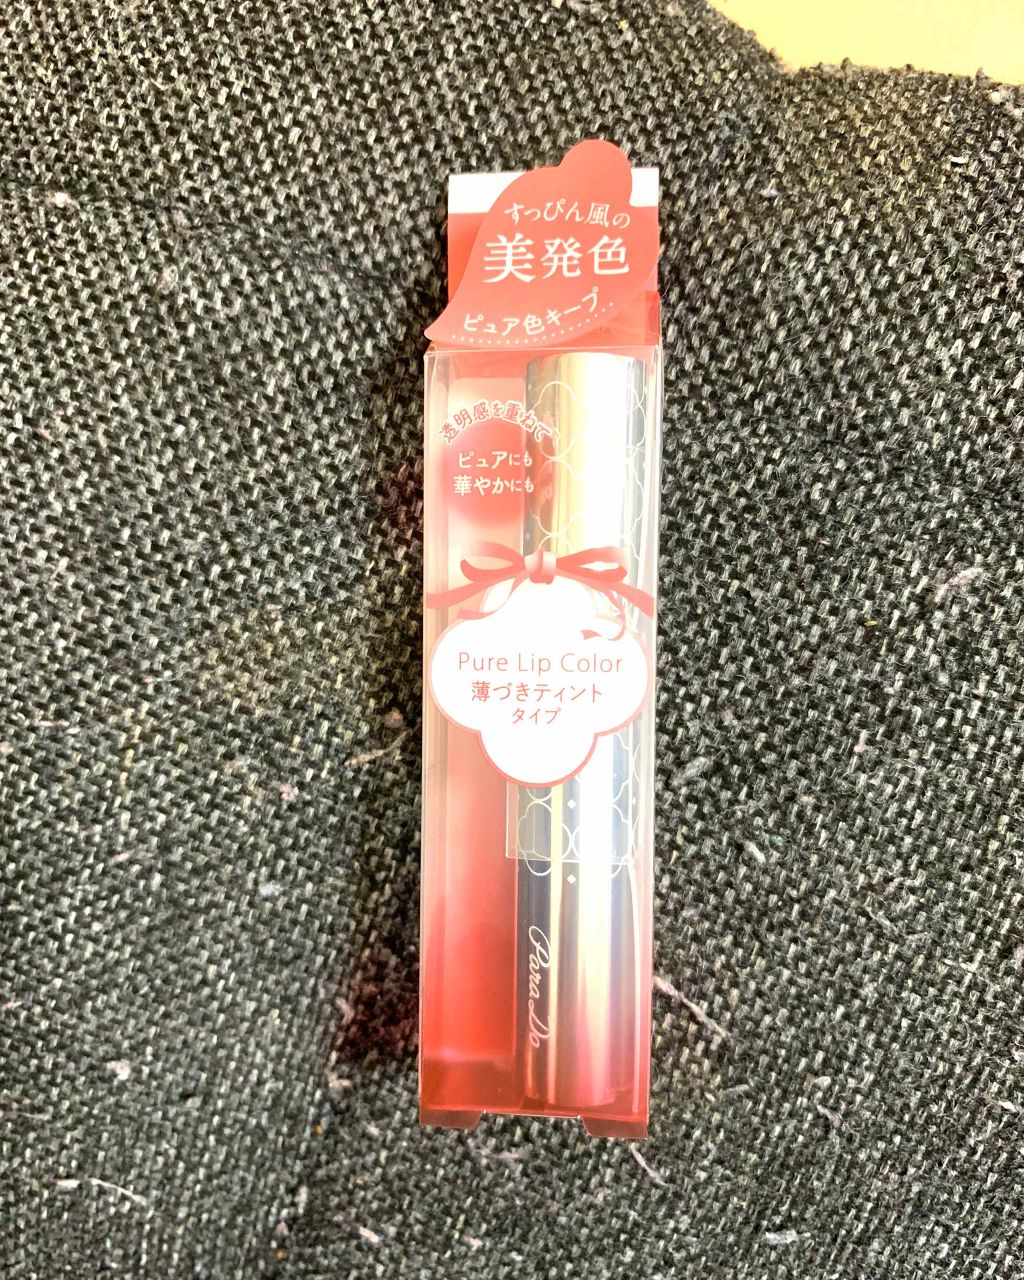 すっぴん風の
美発色
ピュア色キープ
透明感を重ねて
ピュアにも
華やかにも
Pure Lip Color
薄づきティント
タイプ
Para Do